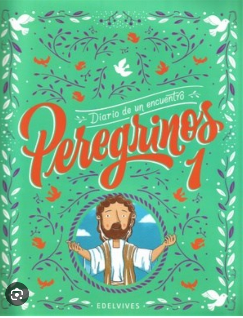 Diario de un encuentro
Peregrinos
1
EDELVIVES